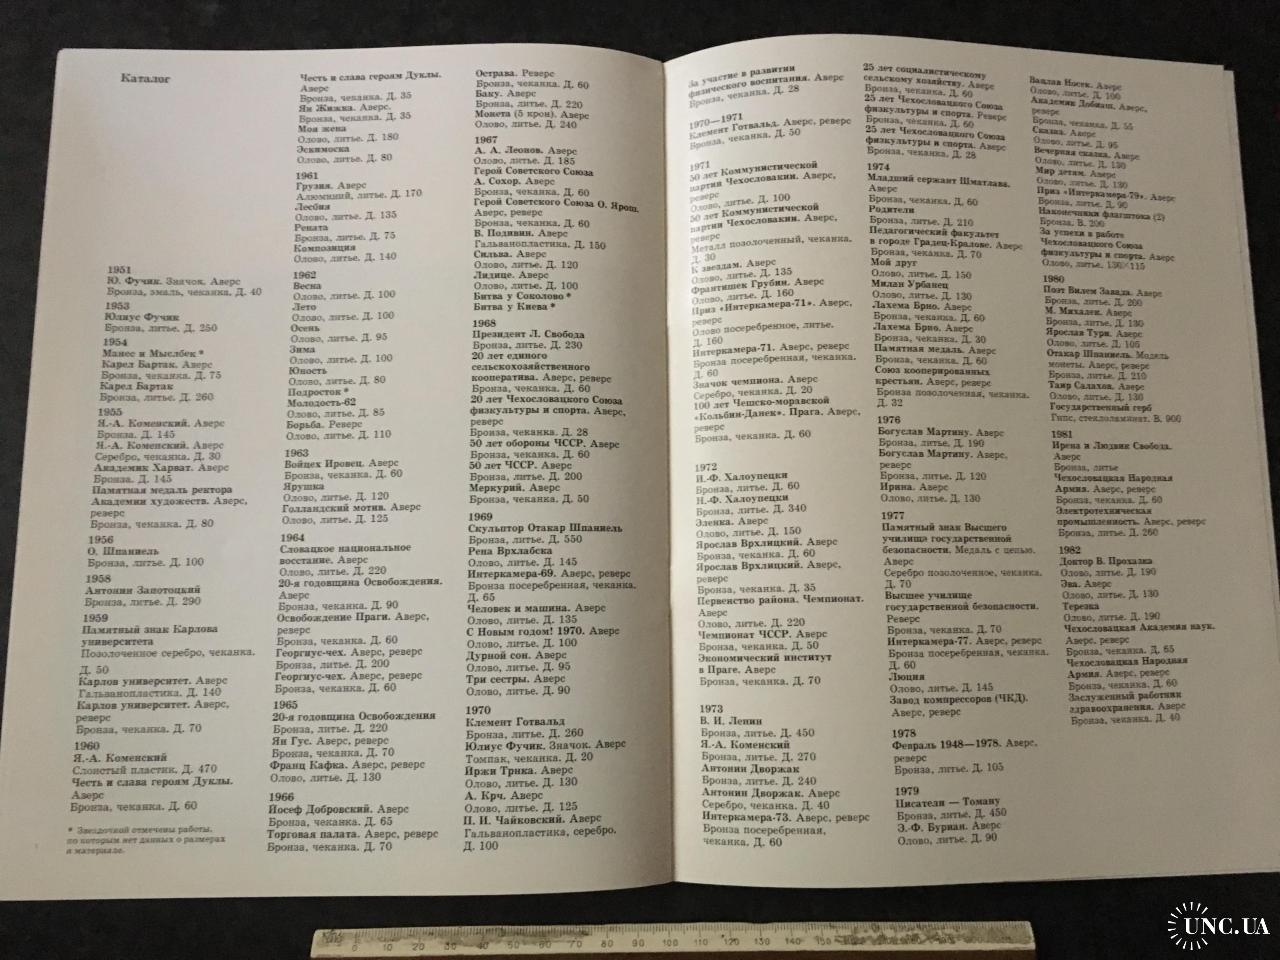 Каталог
1951
Ю. Фучик. Значок. Аверс
Бронза, эмаль, чеканка. Д. 40
1953
Юлиус Фучик
Бронза, литье. Д. 250
1954
Манес и Мыслбек *
Карел Бартак. Аверс
Бронза, чеканка. Д. 75
Карел Бартак
Бронза, литье. Д. 260
1955
Я.-А. Коменский. Аверс
Бронза. Д. 145
Я.-А. Коменский. Аверс
Серебро, чеканка. Д. 30
Академик Харват. Аверс
Бронза. Д. 145
Памятная медаль ректора
Академии художеств. Аверс,
реверс
Бронза, чеканка. Д. 80
1956
О. Шпаниель
Бронза, литье. Д. 100
1958
Антонин Запотоцкий
Бронза, литье. Д. 290
1959
Памятный знак Карлова
университета
Позолоченное серебро, чеканка.
Д. 50
Карлов университет. Аверс
Гальванопластика. Д. 140
Карлов университет. Аверс,
реверс
Бронза, чеканка. Д. 70
1960
Я.-А. Коменский
Слоистый пластик. Д. 470
Честь и слава героям Дуклы.
Аверс
Бронза, чеканка. Д. 60
* Звездочкой отмечены работы,
по которым нет данных о размерах
и материале.
Честь и слава героям Дуклы.
Аверс
Бронза, чеканка. Д. 35
Ян Жижка. Аверс.
Бронза, чеканка. Д. 35
Моя жена
Олово, литье. Д. 180
Эскимоска
Олово, литье. Д. 80
1961
Грузия. Аверс
Алюминий, литье. Д. 170
Лесбия
Олово, литье. Д. 135
Рената
Бронза, литье. Д. 75
Композиция
Олово, литье. Д. 140
1962
Весна
Олово, литье. Д. 100
Лето
Олово, литье. Д. 100
Осень
Олово, литье. Д. 95
Зима
Олово, литье. Д. 100
Юность
Олово, литье. Д. 80
Подросток *
Молодость-62
Олово, литье. Д. 85
Борьба. Реверс
Олово, литье. Д. 110
1963
Войцех Ировец. Аверс
Бронза, чеканка. Д. 60
Ярушка
Олово, литье. Д. 120
Голландский мотив. Аверс
Олово, литье. Д. 125
1964
Словацкое национальное
восстание. Аверс
Олово, литье. Д. 220
20-я годовщина Освобождения.
Аверс
Бронза, чеканка. Д. 90
Освобождение Праги. Аверс,
реверс
Бронза, чеканка. Д. 60
Георгиус-чех. Аверс, реверс
Бронза, литье. Д. 200
Георгиус-чех. Аверс, реверс
Бронза, чеканка. Д. 60
1965
20-я годовщина Освобождения
Бронза, литье. Д. 220
Ян Гус. Аверс, реверс
Бронза, чеканка. Д. 70
Франц Кафка. Аверс, реверс
Олово, литье. Д. 130
1966
Йосеф Добровский. Аверс
Бронза, чеканка. Д. 65
Торговая палата. Аверс, реверс
Бронза, чеканка. Д. 70
Острава. Реверс
Бронза, чеканка. Д. 60
Баку. Аверс
Бронза, литье. Д. 220
Монета (5 крон). Аверс
Олово, литье. Д. 240
1967
А. А. Леонов. Аверс
Олово, литье. Д. 185
Герой Советского Союза
А. Сохор. Аверс
Бронза, чеканка. Д. 60
Герой Советского Союза О. Ярош.
Аверс, реверс
Бронза, чеканка. Д. 60
В. Подивин. Аверс
Гальванопластика. Д. 150
Сильва. Аверс
Олово, литье. Д. 120
Лидице. Аверс
Олово, литье. Д. 100
Битва у Соколово *
Битва у Киева *
1968
Президент Л. Свобода
Бронза, литье. Д. 230
20 лет единого
сельскохозяйственного
кооператива. Аверс, реверс
Бронза, чеканка. Д. 60
20 лет Чехословацкого Союза
физкультуры и спорта. Аверс,
реверс
Бронза, чеканка. Д. 28
50 лет обороны ЧССР. Аверс
Бронза, чеканка. Д. 60
50 лет ЧССР. Аверс
Бронза, литье. Д. 200
Меркурий. Аверс
Бронза, чеканка. Д. 50
1969
Скульптор Отакар Шпаниель
Бронза, литье. Д. 550
Рена Врхлабска
Олово, литье. Д. 145
Интеркамера-69. Аверс, реверс
Бронза посеребренная, чеканка.
Д. 65
Человек и машина. Аверс
Олово, литье. Д. 135
С Новым годом! 1970. Аверс
Олово, литье. Д. 100
Дурной сон. Аверс
Олово, литье. Д. 95
Три сестры. Аверс
Олово, литье. Д. 90
1970
Клемент Готвальд
Бронза, литье. Д. 260
Юлиус Фучик. Значок. Аверс
Томпак, чеканка. Д. 20
Иржи Трнка. Аверс
Олово, литье. Д. 130
А. Крч. Аверс
Олово, литье. Д. 125
П. И. Чайковский. Аверс
Гальванопластика, серебро.
Д. 100
За участие в развитии
физического воспитания. Аверс
Бронза, чеканка. Д. 28
1970—1971
Клемент Готвальд. Аверс, реверс
Бронза, чеканка. Д. 50
1971
50 лет Коммунистической
партии Чехословакии. Аверс,
реверс
Олово, литье. Д. 100
50 лет Коммунистической
партии Чехословакии. Аверс,
реверс
Металл позолоченный, чеканка.
Д. 30
К звездам. Аверс
Олово, литье. Д. 135
Франтишек Грубин. Аверс
Олово, литье. Д. 160
Приз «Интеркамера-71». Аверс,
реверс
Олово посеребренное, литье.
Д. 160
Интеркамера-71. Аверс, реверс
Бронза посеребренная, чеканка.
Д. 60
Значок чемпиона. Аверс
Серебро, чеканка. Д. 20
100 лет Чешско-моравской
«Кольбин-Данек». Прага. Аверс,
реверс
Бронза, чеканка. Д. 60
1972
И.-Ф. Халоупецки
Бронза, литье. Д. 60
И.-Ф. Халоупецки
Бронза, литье. Д. 340
Эленка. Аверс
Олово, литье. Д. 150
Ярослав Врхлицкий. Аверс
Бронза, чеканка. Д. 60
Ярослав Врхлицкий. Аверс,
реверс
Бронза, чеканка. Д. 35
Первенство района. Чемпионат.
Аверс
Олово, литье. Д. 220
Чемпионат ЧССР. Аверс
Бронза, чеканка. Д. 50
Экономический институт
в Праге. Аверс
Бронза, чеканка. Д. 70
1973
В. И. Ленин
Бронза, литье. Д. 450
Я.-А. Коменский
Бронза, литье. Д. 270
Антонин Дворжак
Бронза, литье. Д. 240
Антонин Дворжак. Аверс
Серебро, чеканка. Д. 40
Интеркамера-73. Аверс, реверс
Бронза посеребренная,
чеканка. Д. 60
25 лет социалистическому
сельскому хозяйству. Аверс
Бронза, чеканка. Д. 60
25 лет Чехословацкого Союза
физкультуры и спорта. Реверс
Бронза, чеканка. Д. 60
25 лет Чехословацкого Союза
физкультуры и спорта. Аверс
Бронза, чеканка. Д. 28
1974
Младший сержант Шматлава.
Аверс
Бронза, чеканка. Д. 60
Родители
Бронза, литье. Д. 210
Педагогический факультет
в городе Градец-Кралове. Аверс
Бронза, чеканка. Д. 70
Мой друг
Олово, литье. Д. 150
Милан Урбанец
Олово, литье. Д. 130
Лахема Брно. Аверс
Бронза, чеканка. Д. 60
Лахема Брно. Аверс
Бронза, чеканка. Д. 30
Памятная медаль. Аверс
Бронза, чеканка. Д. 60
Союз кооперированных
крестьян. Аверс, реверс
Бронза позолоченная, чеканка.
Д. 32
1976
Богуслав Мартину. Аверс
Бронза, литье. Д. 190
Богуслав Мартину. Аверс,
реверс
Бронза, литье. Д. 120
Ирина. Аверс
Олово, литье. Д. 130
1977
Памятный знак Высшего
училища государственной
безопасности. Медаль с цепью.
Аверс
Серебро позолоченное, чеканка.
Д. 70
Высшее училище
государственной безопасности.
Реверс
Бронза, чеканка. Д. 70
Интеркамера-77. Аверс, реверс
Бронза посеребренная, чеканка.
Д. 60
Люция
Олово, литье. Д. 145
Завод компрессоров (ЧКД).
Аверс, реверс
1978
Февраль 1948—1978. Аверс,
реверс
Бронза, литье. Д. 105
1979
Писатели — Томану
Бронза, литье. Д. 450
Э.-Ф. Буриан. Аверс
Олово, литье. Д. 90
Вацлав Носек. Аверс
Олово, литье. Д. 100
Академик Добиаш. Аверс,
реверс
Бронза, чеканка. Д. 55
Сказка. Аверс
Олово, литье. Д. 95
Вечерняя сказка. Аверс
Олово, литье. Д. 130
Мир детям. Аверс
Олово, литье. Д. 130
Приз «Интеркамера-79». Аверс
Бронза, литье. Д. 90
Наконечники флагштока (2)
Бронза. В. 200
За успехи в работе
Чехословацкого Союза
физкультуры и спорта. Аверс
Олово, литье. 130×115
1980
Поэт Вилем Завада. Аверс
Бронза, литье. Д. 200
М. Михалек. Аверс
Бронза, литье. Д. 130
Ярослав Тури. Аверс
Олово, литье. Д. 105
Отакар Шпаниель. Модель
монеты. Аверс, реверс
Бронза, литье. Д. 210
Таир Салахов. Аверс
Олово, литье. Д. 130
Государственный герб
Гипс, стеклоламинат. В. 900
1981
Ирена и Людвик Свобода.
Аверс
Бронза, литье
Чехословацкая Народная
Армия. Аверс, реверс
Бронза, чеканка. Д. 60
Электротехническая
промышленность. Аверс, реверс
Бронза, литье. Д. 260
1982
Доктор В. Прохазка
Олово, литье. Д. 190
Эва. Аверс
Олово, литье. Д. 130
Терезка
Олово, литье. Д. 190
Чехословацкая Академия наук.
Аверс, реверс
Бронза, чеканка. Д. 65
Чехословацкая Народная
Армия. Аверс, реверс
Бронза, чеканка. Д. 60
Заслуженный работник
здравоохранения. Аверс
Бронза, чеканка. Д. 40
0 10 20 30 40 50 60 70 80 90 100 110 120 130 140 150
UNC.UA